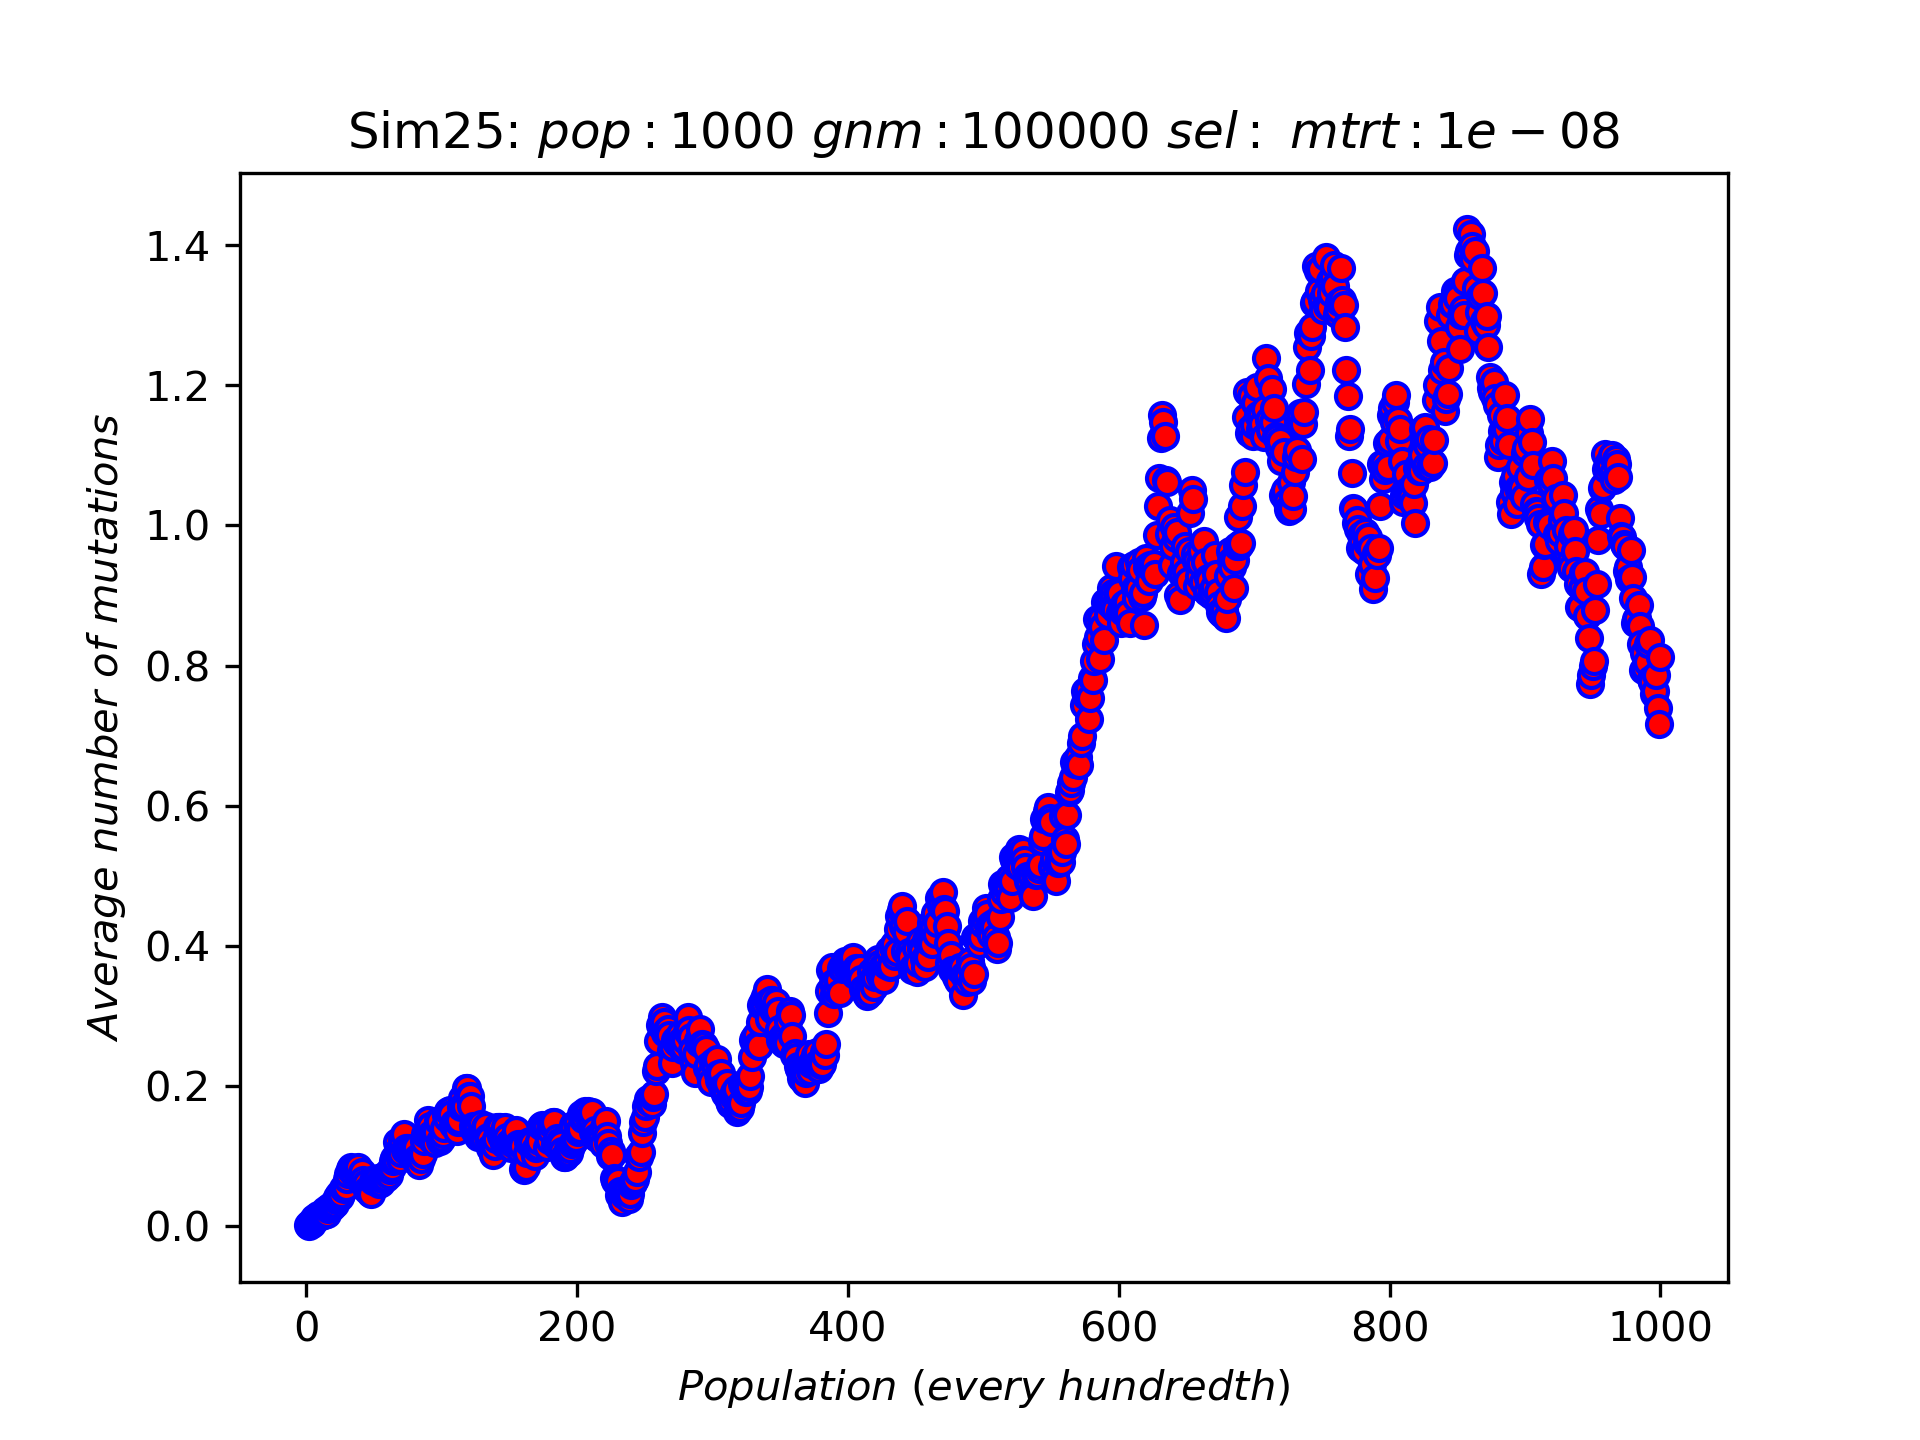 Sim25: pop : 1000 gnm : 100000 sel : mtrt : 1e − 08
Average number of mutations
1.4
1.2
1.0
0.8
0.6
0.4
0.2
0.0
0 200 400 600 800 1000
Population (every hundredth)